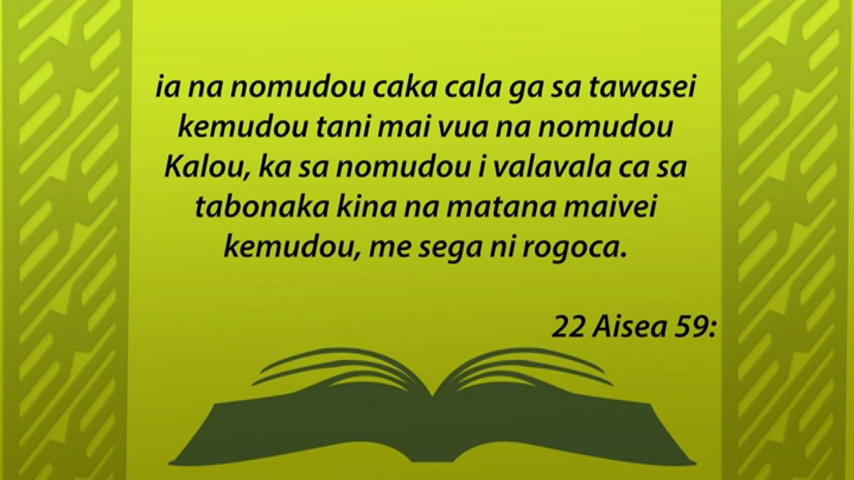 ia na nomudou caka cala ga sa tawasei
kemudou tani mai vua na nomudou
Kalou, ka sa nomudou i valavala ca sa
tabonaka kina na matana maivei
kemudou, me sega ni rogoca.
22 Aisea 59: